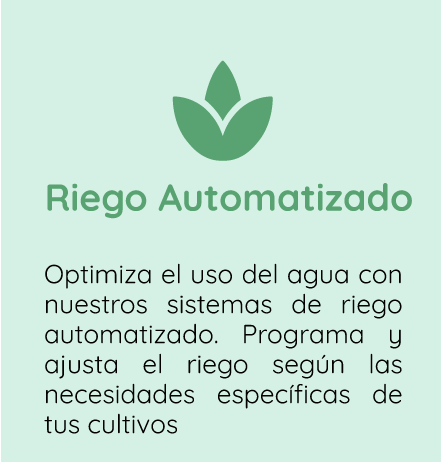 Riego Automatizado
Optimiza el uso del agua con
nuestros sistemas de riego
automatizado. Programa y
ajusta el riego según las
necesidades específicas de
tus cultivos